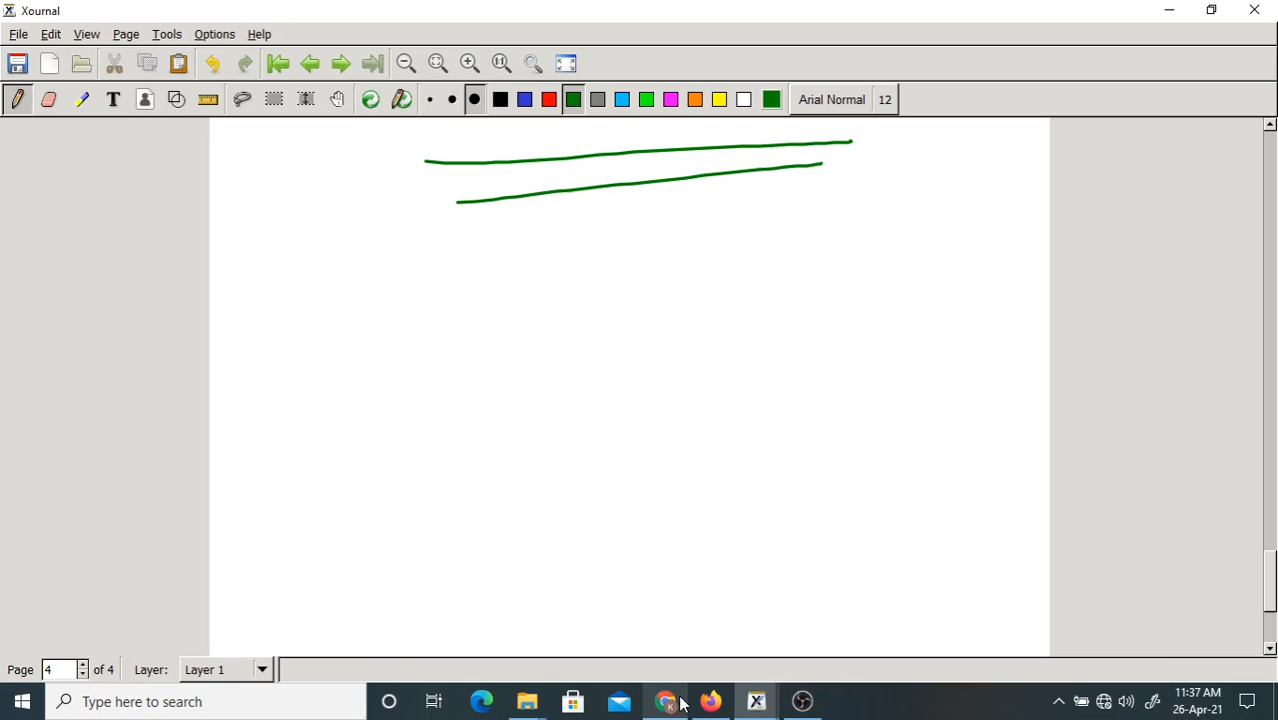 Xournal
File Edit View Page Tools Options Help
Arial Normal 12
Page 4 of 4 Layer: Layer 1
Type here to search
11:37 AM
26-Apr-21